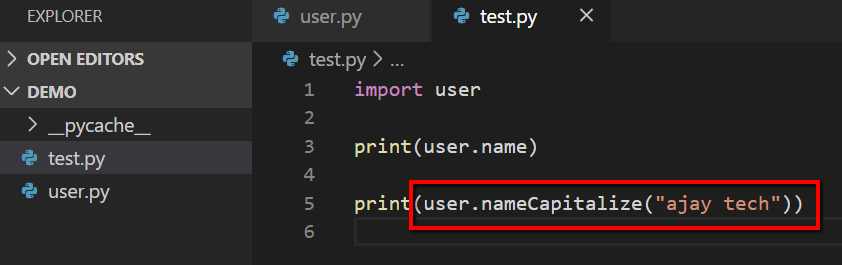 EXPLORER
OPEN EDITORS
DEMO
__pycache__
test.py
user.py
user.py test.py
test.py > ...
1 import user
2
3 print(user.name)
4
5 print(user.nameCapitalize("ajay tech"))
6